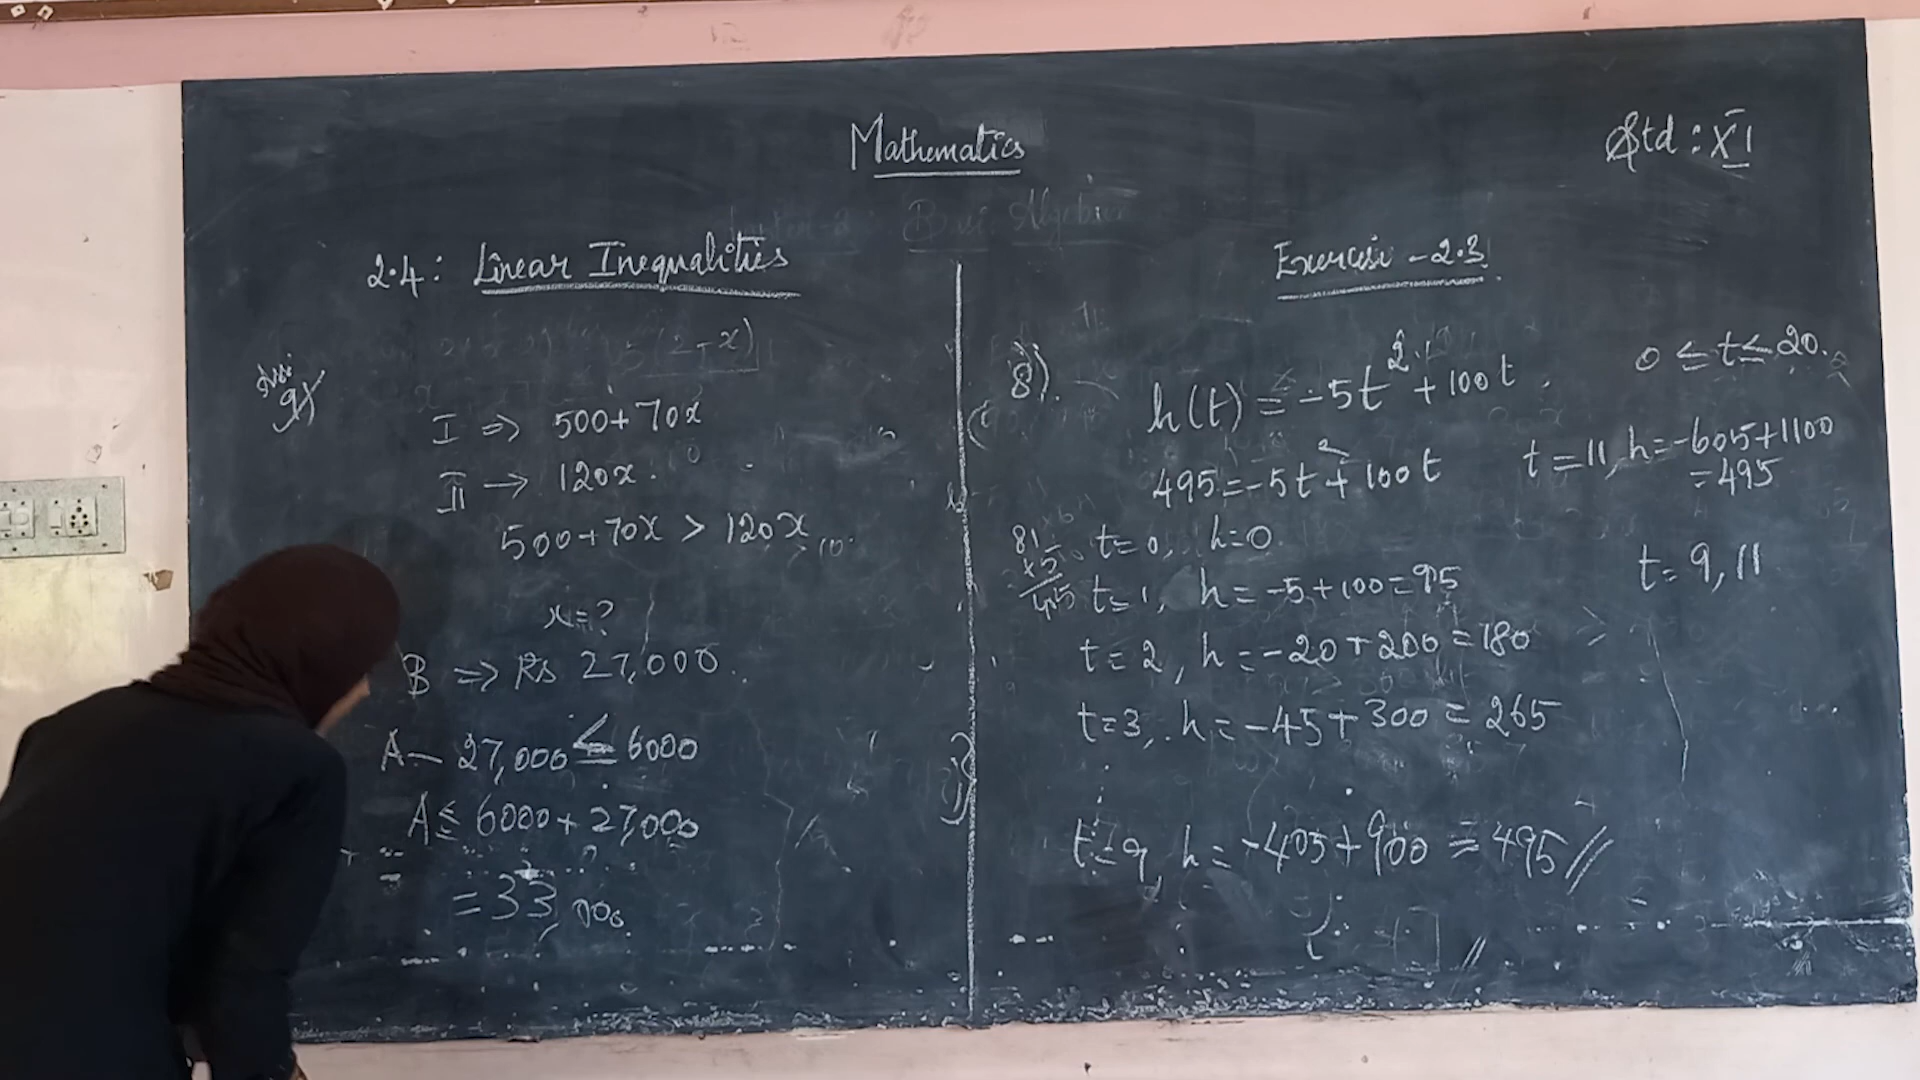 Mathematics
Std : XI
2.4: Linear Inequalities
9)
I ⇒ 500+70x
II → 120x.
500+70x > 120x
x=?
B ⇒ Rs 27,000.
A- 27,000 ≤ 6000
A ≤ 6000+27,000
= 33,000
Exercise - 2.3
8).
h(t) = -5t² + 100t, 0 ≤ t ≤ 20.
495 = -5t² + 100t
t=0, h=0
t=1, h= -5+100=95
t=2, h= -20+200 = 180
t=3, h= -45+300 = 265
t=9, h= -405+900 = 495//
81
×5
405
t=11, h= -605+1100
=495
t= 9, 11